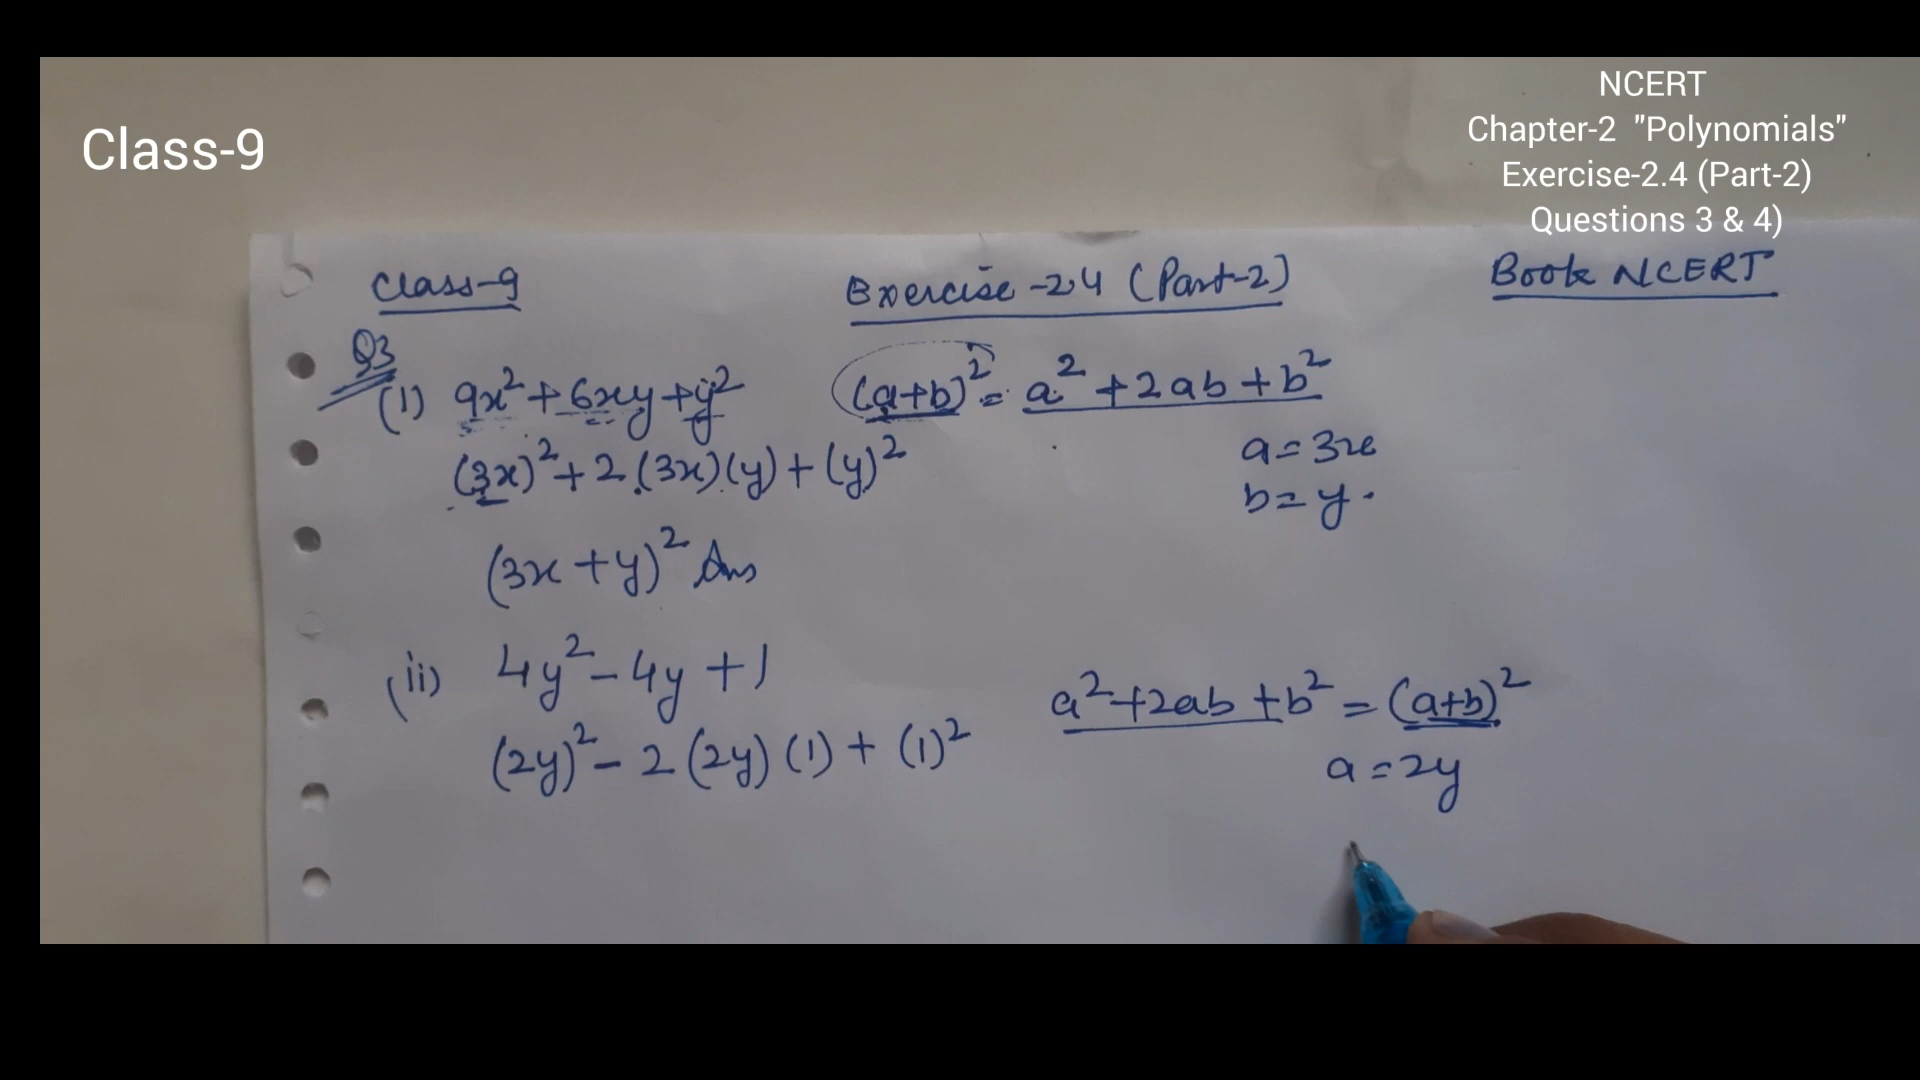 NCERT
Chapter-2 "Polynomials"
Class-9
Exercise-2.4 (Part-2)
Questions 3 & 4)
Class-9 Exercise-2.4 (Part-2) Book NCERT
Q3
(1) 9x²+6xy+y² (a+b)² = a²+2ab+b²
(3x)²+2.(3x)(y)+(y)² a=3x
b=y.
(3x+y)² Ans
(ii) 4y²-4y+1 a²+2ab+b² = (a+b)²
(2y)²-2(2y)(1)+(1)² a=2y